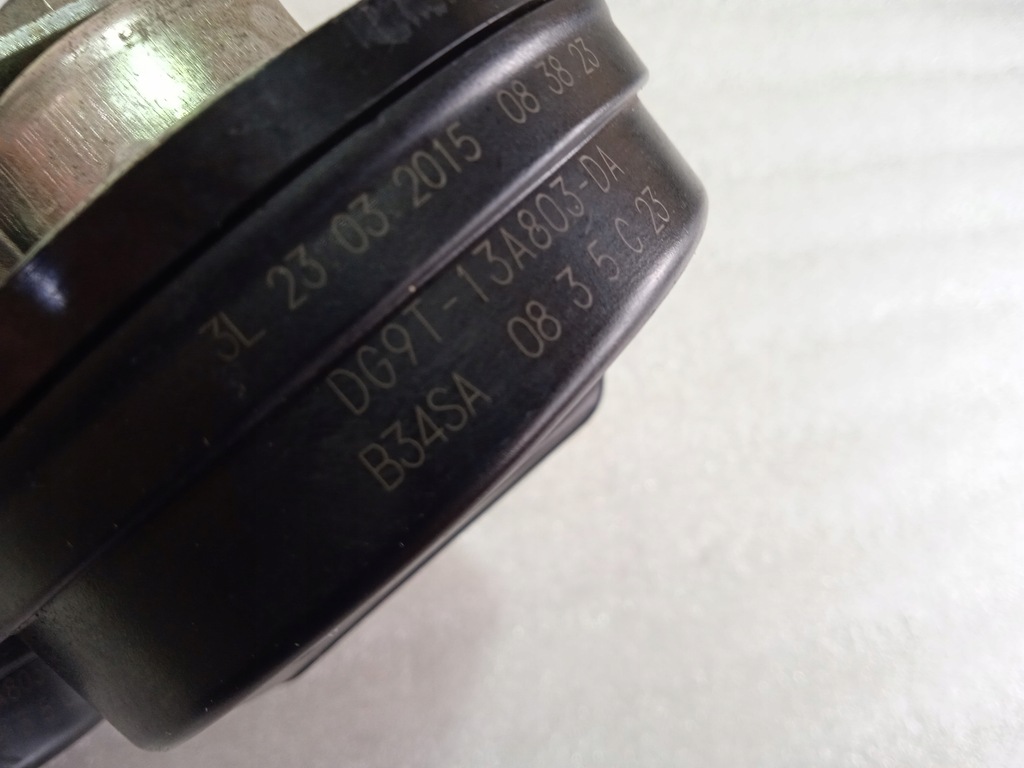 3L 23 03 2015 08 38 23
DG9T-13A803-DA
B34SA 08 3 5 C 23